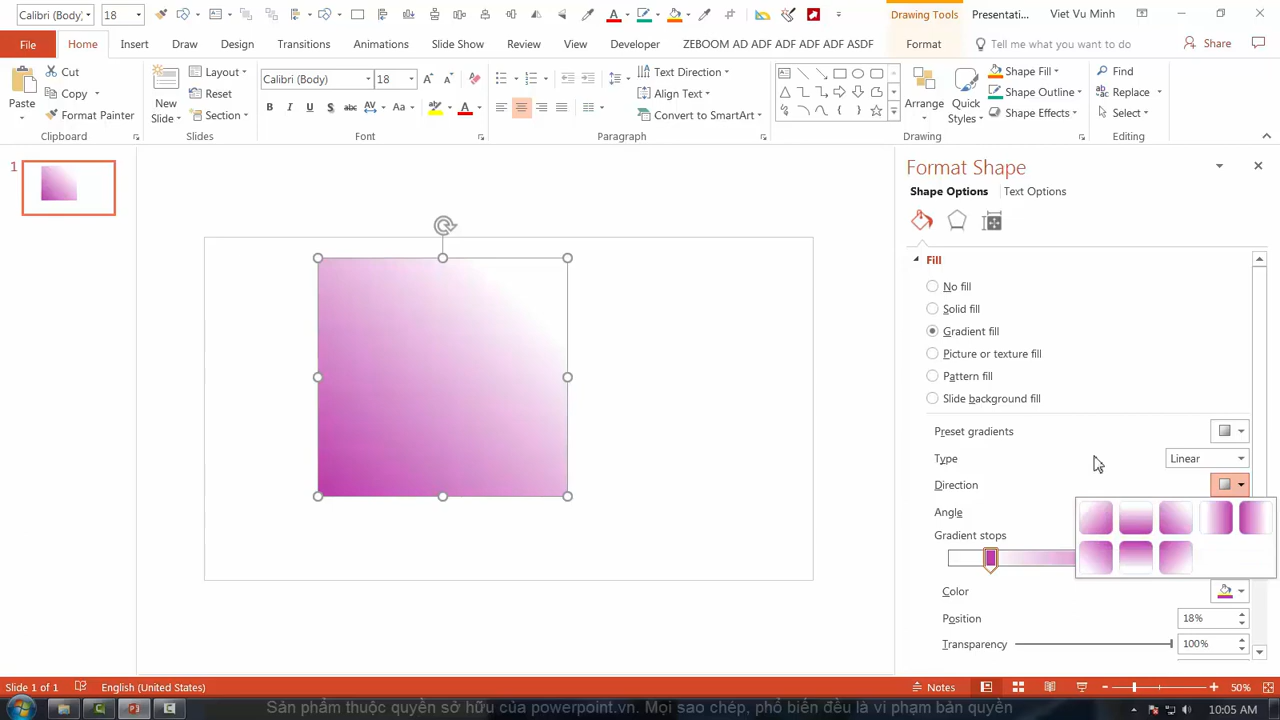 Calibri (Body) 18 Drawing Tools Presentati... Viet Vu Minh
File Home Insert Draw Design Transitions Animations Slide Show Review View Developer ZEBOOM AD ADF ADF ADF ADF ASDF Format Tell me what you want to do Share
Paste Cut Copy Format Painter
Clipboard
New Slide Layout Reset Section
Slides
Calibri (Body) 18
B I U S abc AV Aa A
Font
Text Direction
Align Text
Convert to SmartArt
Paragraph
Arrange Quick Styles Shape Fill Shape Outline Shape Effects
Drawing
Find
Replace
Select
Editing
1
Format Shape
Shape Options Text Options
Fill
No fill
Solid fill
Gradient fill
Picture or texture fill
Pattern fill
Slide background fill
Preset gradients
Type Linear
Direction
Angle
Gradient stops
Color
Position 18%
Transparency 100%
Slide 1 of 1 English (United States) Notes 50%
Sản phẩm thuộc quyền sở hữu của powerpoint.vn. Mọi sao chép, phổ biến đều là vi phạm bản quyền
10:05 AM